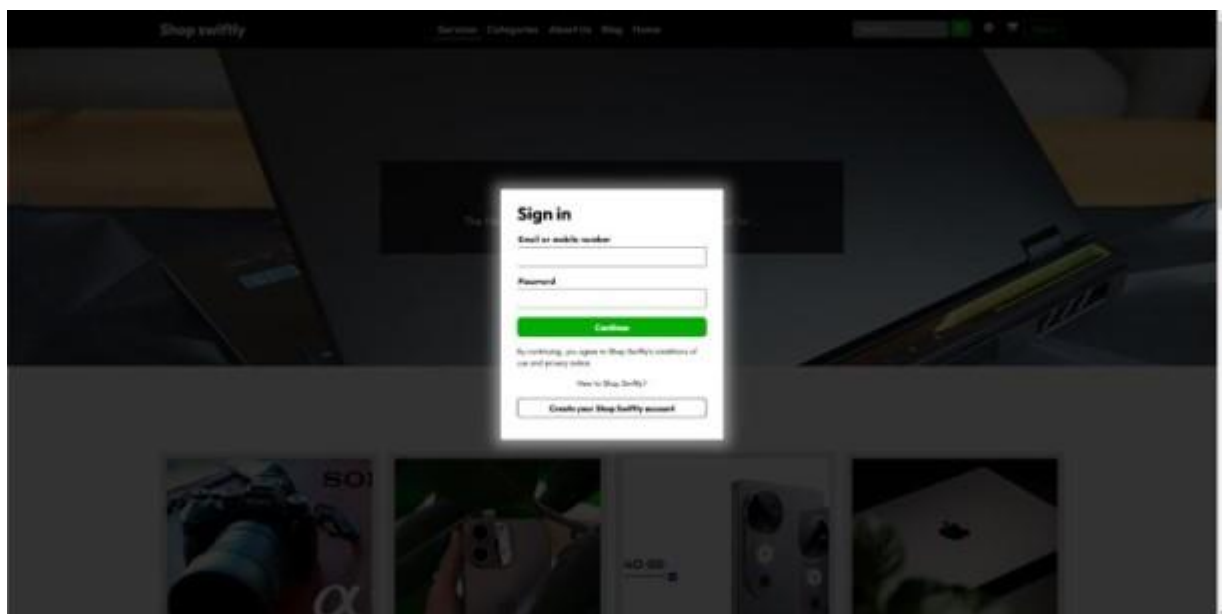 Shop swiftly
Services Categories About Us Blog Home
Sign in
Email or mobile number
Password
Continue
By continuing, you agree to Shop Swiftly's conditions of
use and privacy notice.
New to Shop Swiftly?
Create your Shop Swiftly account
SO
α